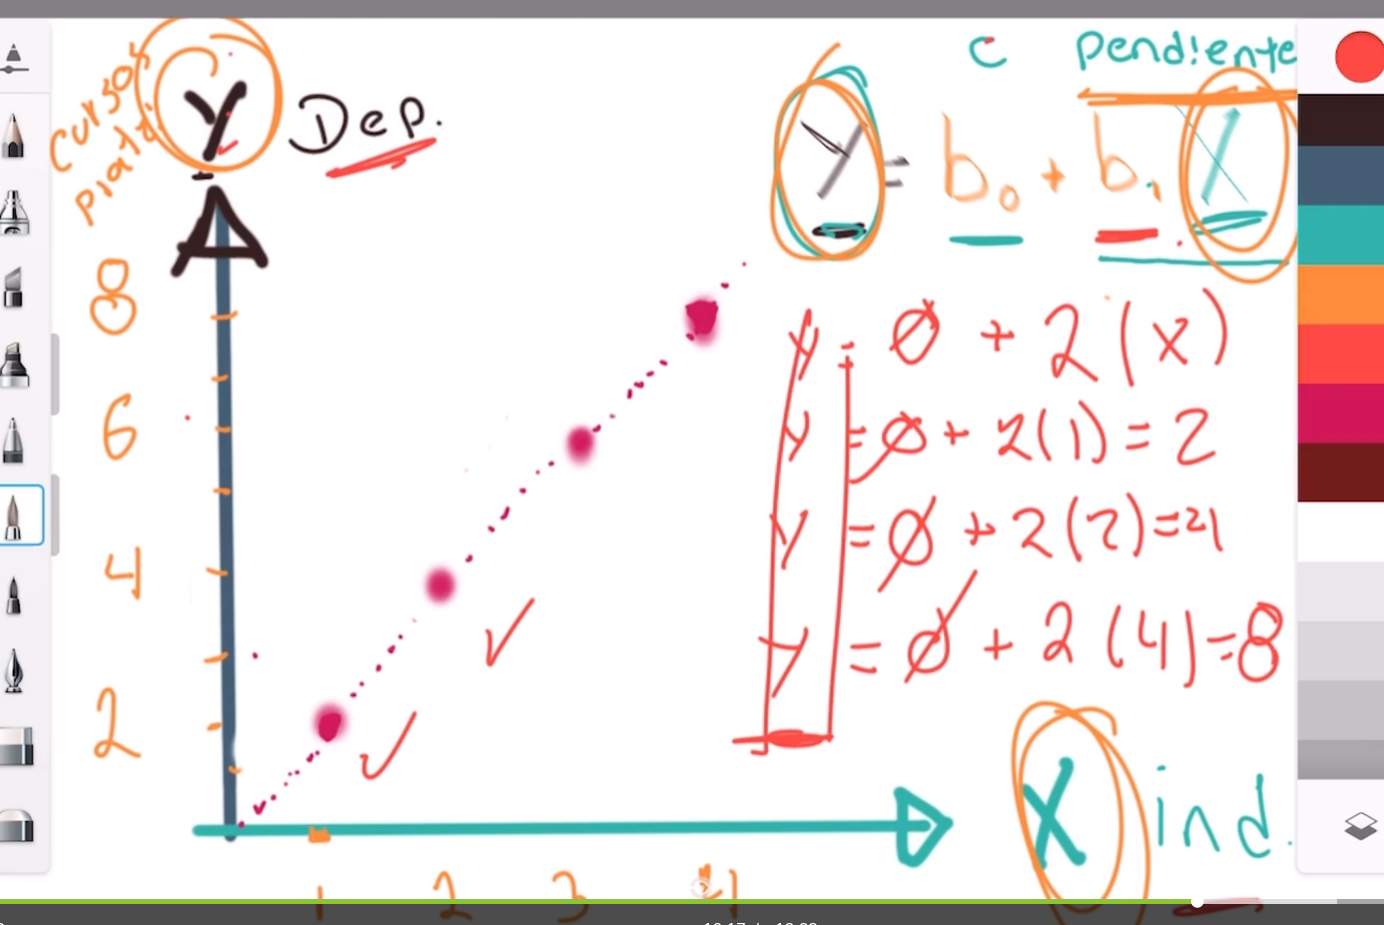 C Pendiente
Cursos
Y Dep.
Y = b₀ + b₁ X
8
y = Ø + 2(x)
6
y = Ø + 2(1) = 2
4
y = Ø + 2(2) = 4
y = Ø + 2(4) = 8
2
X ind.
1 2 3 4